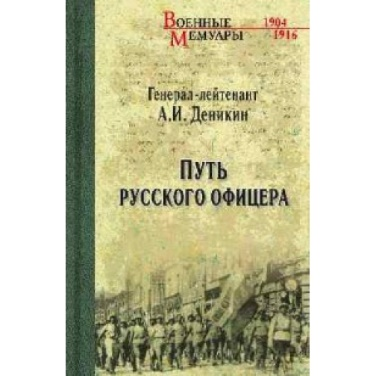 Военные 1904
Мемуары 1916
Генерал-лейтенант
А.И. Деникин
Путь
русского офицера